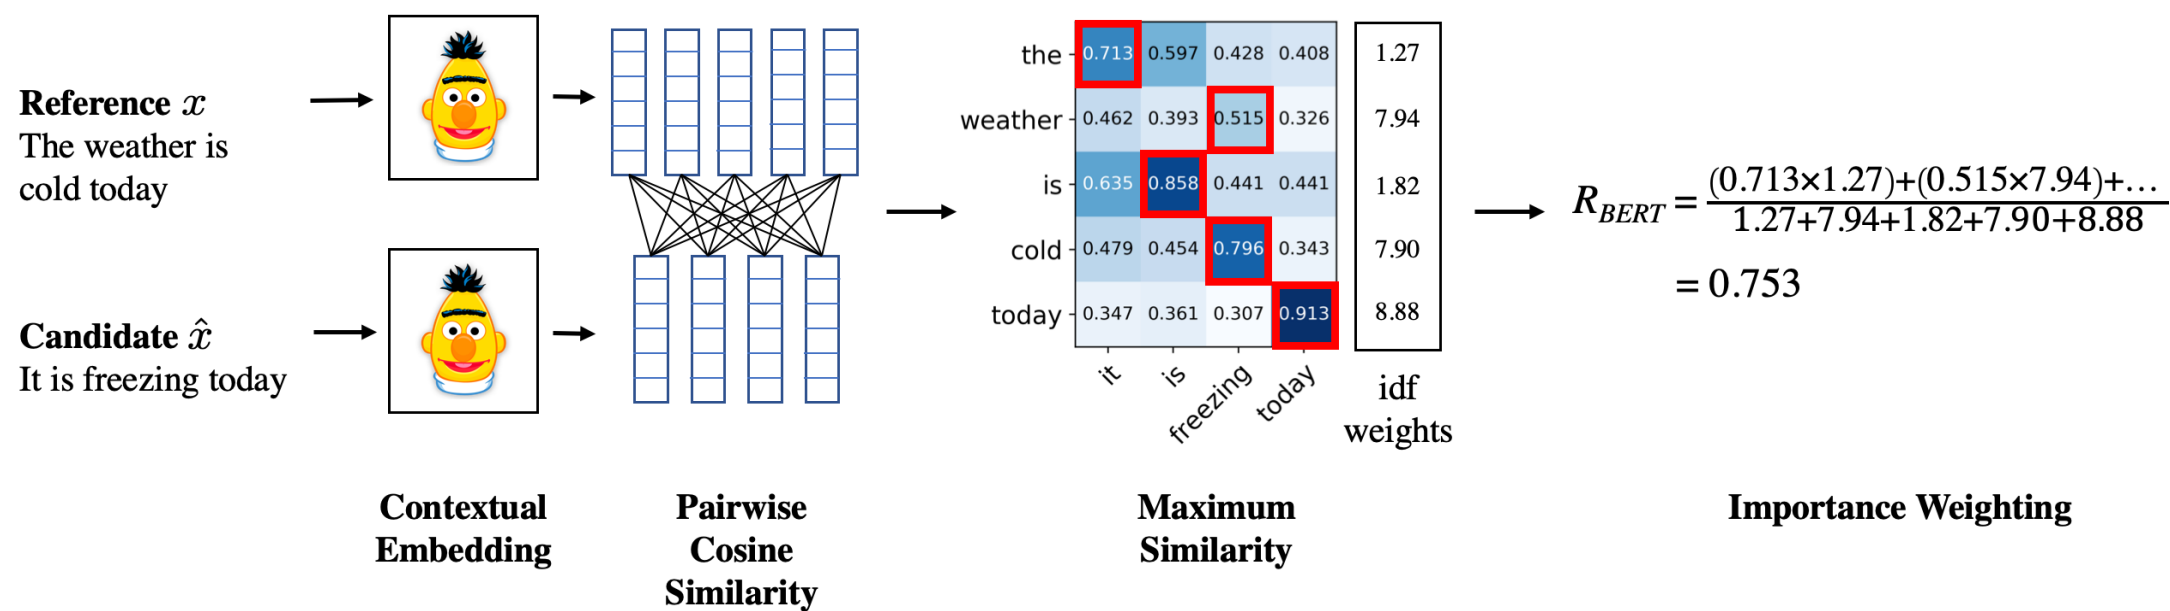 Reference x
The weather is
cold today
Candidate x̂
It is freezing today
Contextual
Embedding
Pairwise
Cosine
Similarity
the 0.713 0.597 0.428 0.408 1.27
weather 0.462 0.393 0.515 0.326 7.94
is 0.635 0.858 0.441 0.441 1.82
cold 0.479 0.454 0.796 0.343 7.90
today 0.347 0.361 0.307 0.913 8.88
it is freezing today
idf
weights
Maximum
Similarity
R_BERT = (0.713×1.27)+(0.515×7.94)+...
1.27+7.94+1.82+7.90+8.88
= 0.753
Importance Weighting